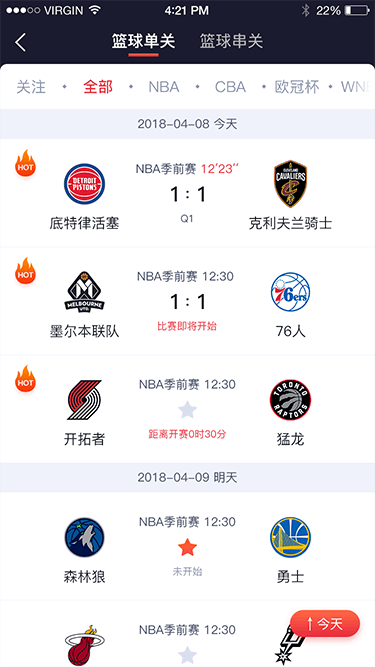 VIRGIN 4:21 PM 22%
篮球单关 篮球串关
关注 • 全部 • NBA • CBA • 欧冠杯 • WN
2018-04-08 今天
HOT
NBA季前赛 12'23''
DETROIT PISTONS
CLEVELAND CAVALIERS
1 : 1
Q1
底特律活塞 克利夫兰骑士
HOT
NBA季前赛 12:30
MELBOURNE UTD
1 : 1
76ers
墨尔本联队 比赛即将开始 76人
HOT
NBA季前赛 12:30
TORONTO RAPTORS
开拓者 距离开赛0时30分 猛龙
2018-04-09 明天
NBA季前赛 12:30
森林狼 未开始 勇士
NBA季前赛 12:30
↑今天